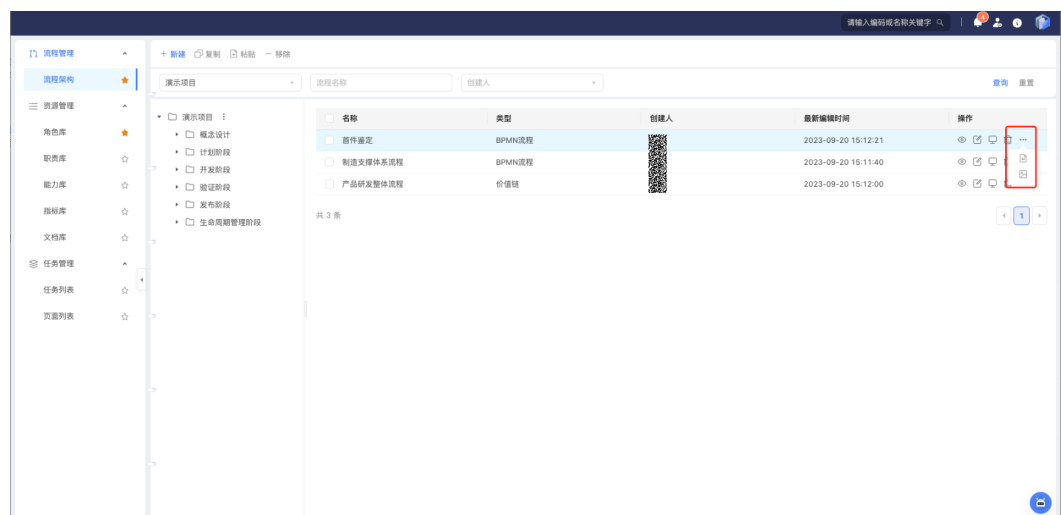 请输入编码或名称关键字
4
流程管理
+ 新建 复制 粘贴 一 移除
流程架构
演示项目 流程名称 创建人 查询 重置
资源管理
角色库
职责库
能力库
指标库
文档库
任务管理
任务列表
页面列表
演示项目
概念设计
计划阶段
开发阶段
验证阶段
发布阶段
生命周期管理阶段
名称 类型 创建人 最新编辑时间 操作
首件鉴定 BPMN流程 2023-09-20 15:12:21
制造支撑体系流程 BPMN流程 2023-09-20 15:11:40
产品研发整体流程 价值链 2023-09-20 15:12:00
共 3 条 1